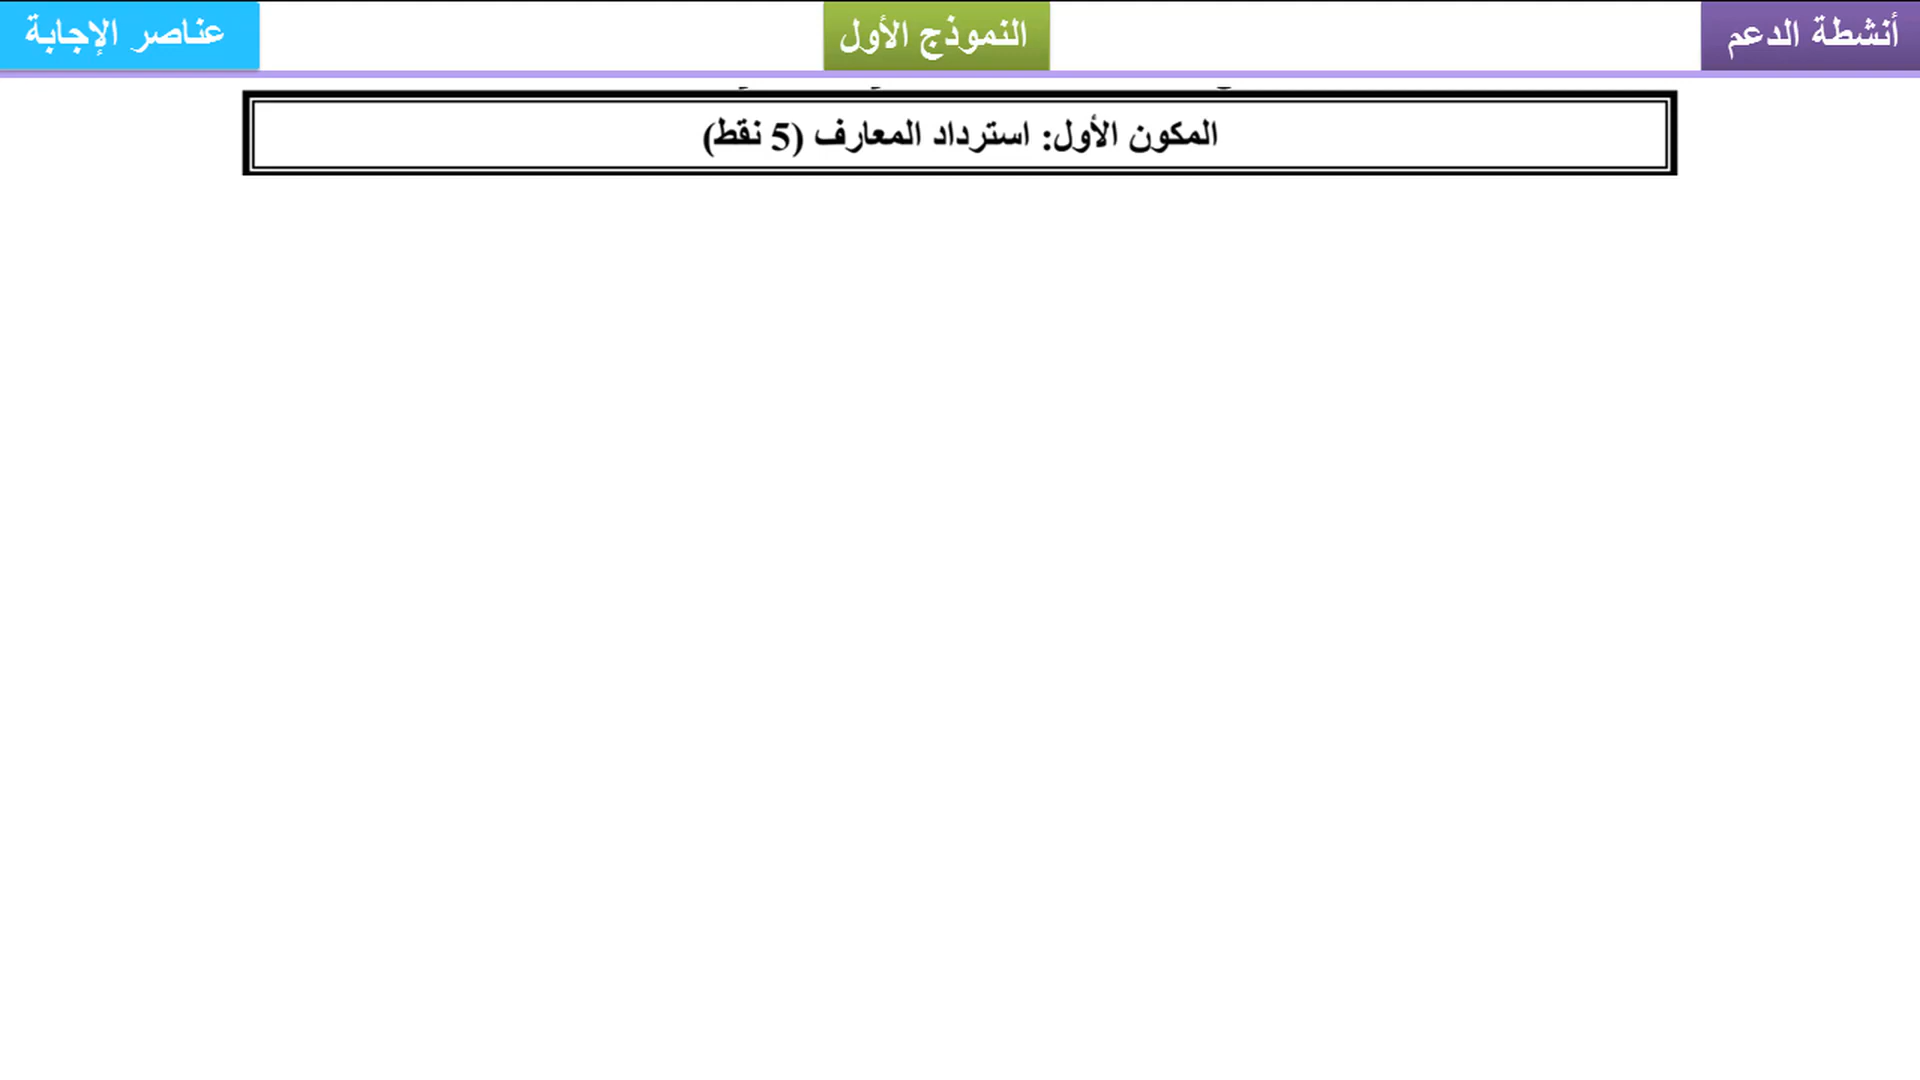 أنشطة الدعم
النموذج الأول
عناصر الإجابة
المكون الأول: استرداد المعارف (5 نقط)